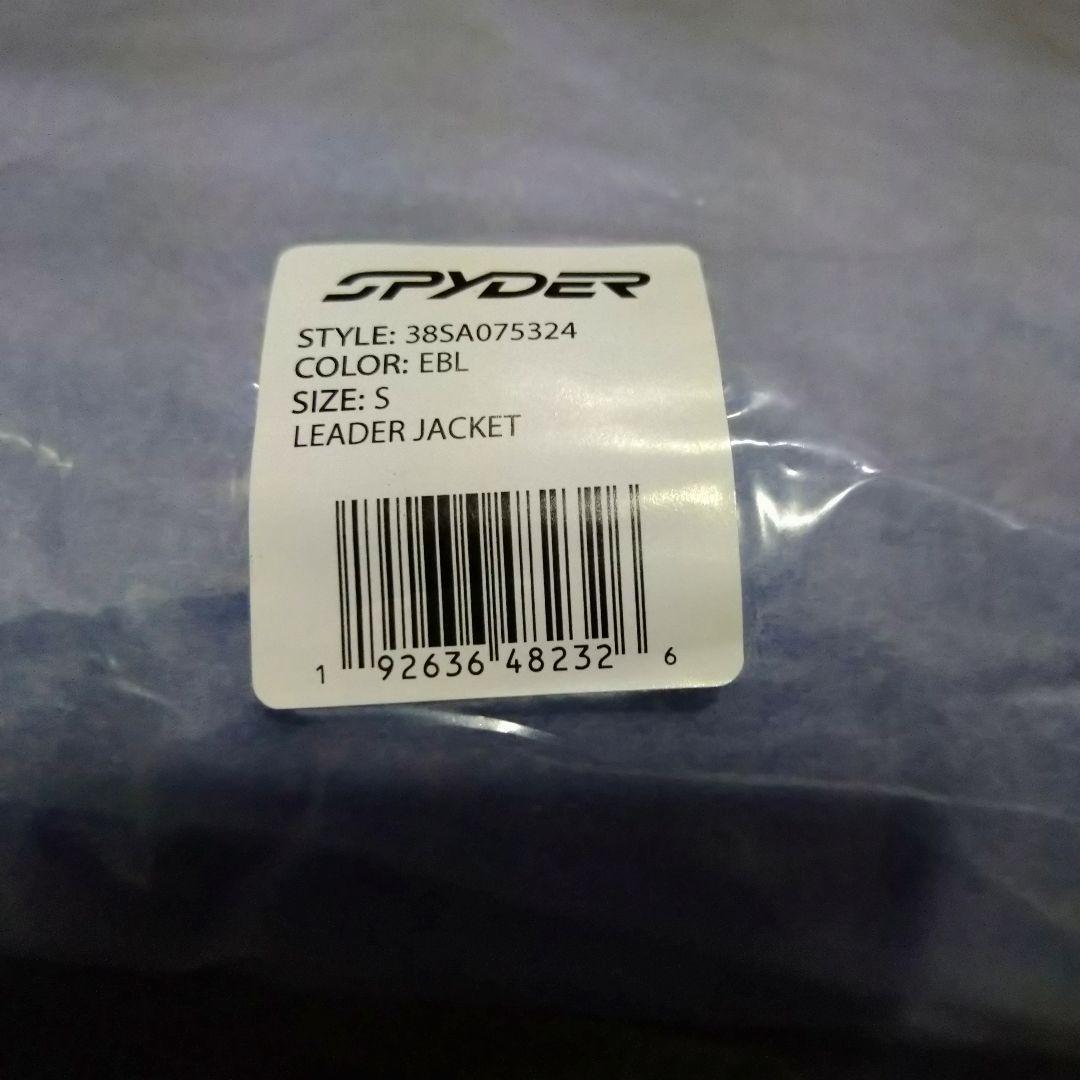 SPYDER
STYLE: 38SA075324
COLOR: EBL
SIZE: S
LEADER JACKET
1 92636 48232 6